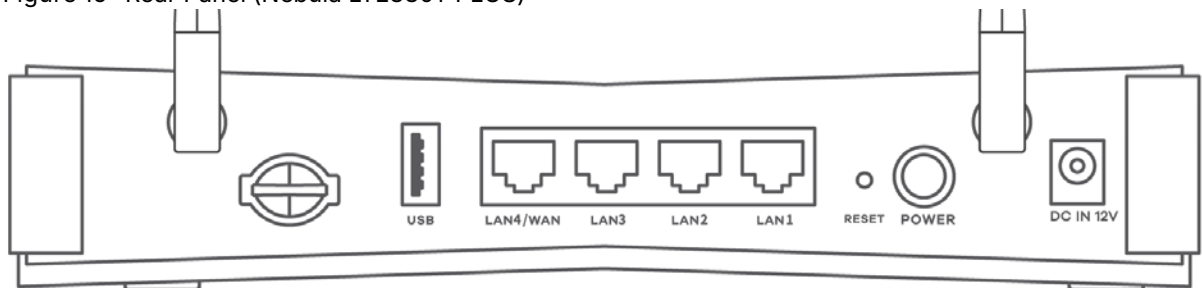 USB
LAN4/WAN
LAN3
LAN2
LAN1
RESET
POWER
DC IN 12V